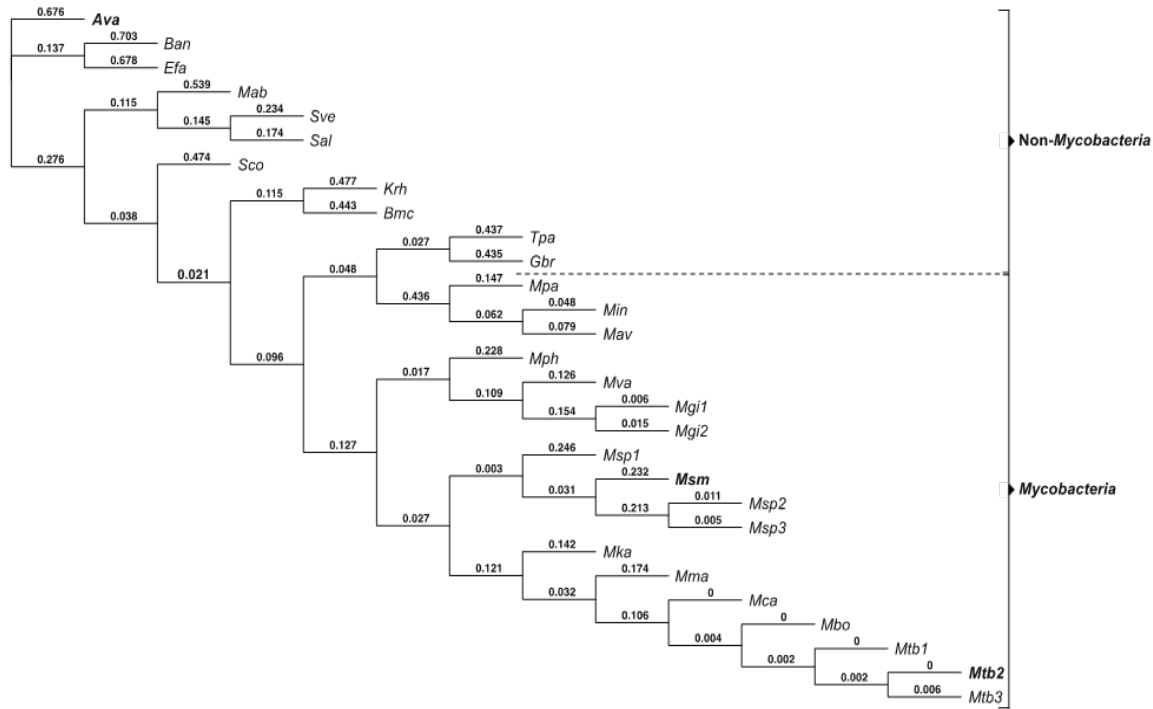 0.676 Ava
0.703 Ban
0.137
0.678 Efa
0.539 Mab
0.115
0.234 Sve
0.145
0.174 Sal
Non-Mycobacteria
0.276
0.474 Sco
0.477 Krh
0.115
0.443 Bmc
0.038
0.437 Tpa
0.027
0.435 Gbr
0.048
0.021
0.147 Mpa
0.436
0.048 Min
0.062
0.079 Mav
0.096
0.228 Mph
0.017
0.126 Mva
0.109
0.006 Mgi1
0.154
0.015 Mgi2
0.127
0.246 Msp1
0.003
0.232 Msm
0.031
Mycobacteria
0.011 Msp2
0.213
0.005 Msp3
0.027
0.142 Mka
0.121
0.174 Mma
0.032
0 Mca
0.106
0 Mbo
0.004
0 Mtb1
0.002
0 Mtb2
0.002
0.006 Mtb3